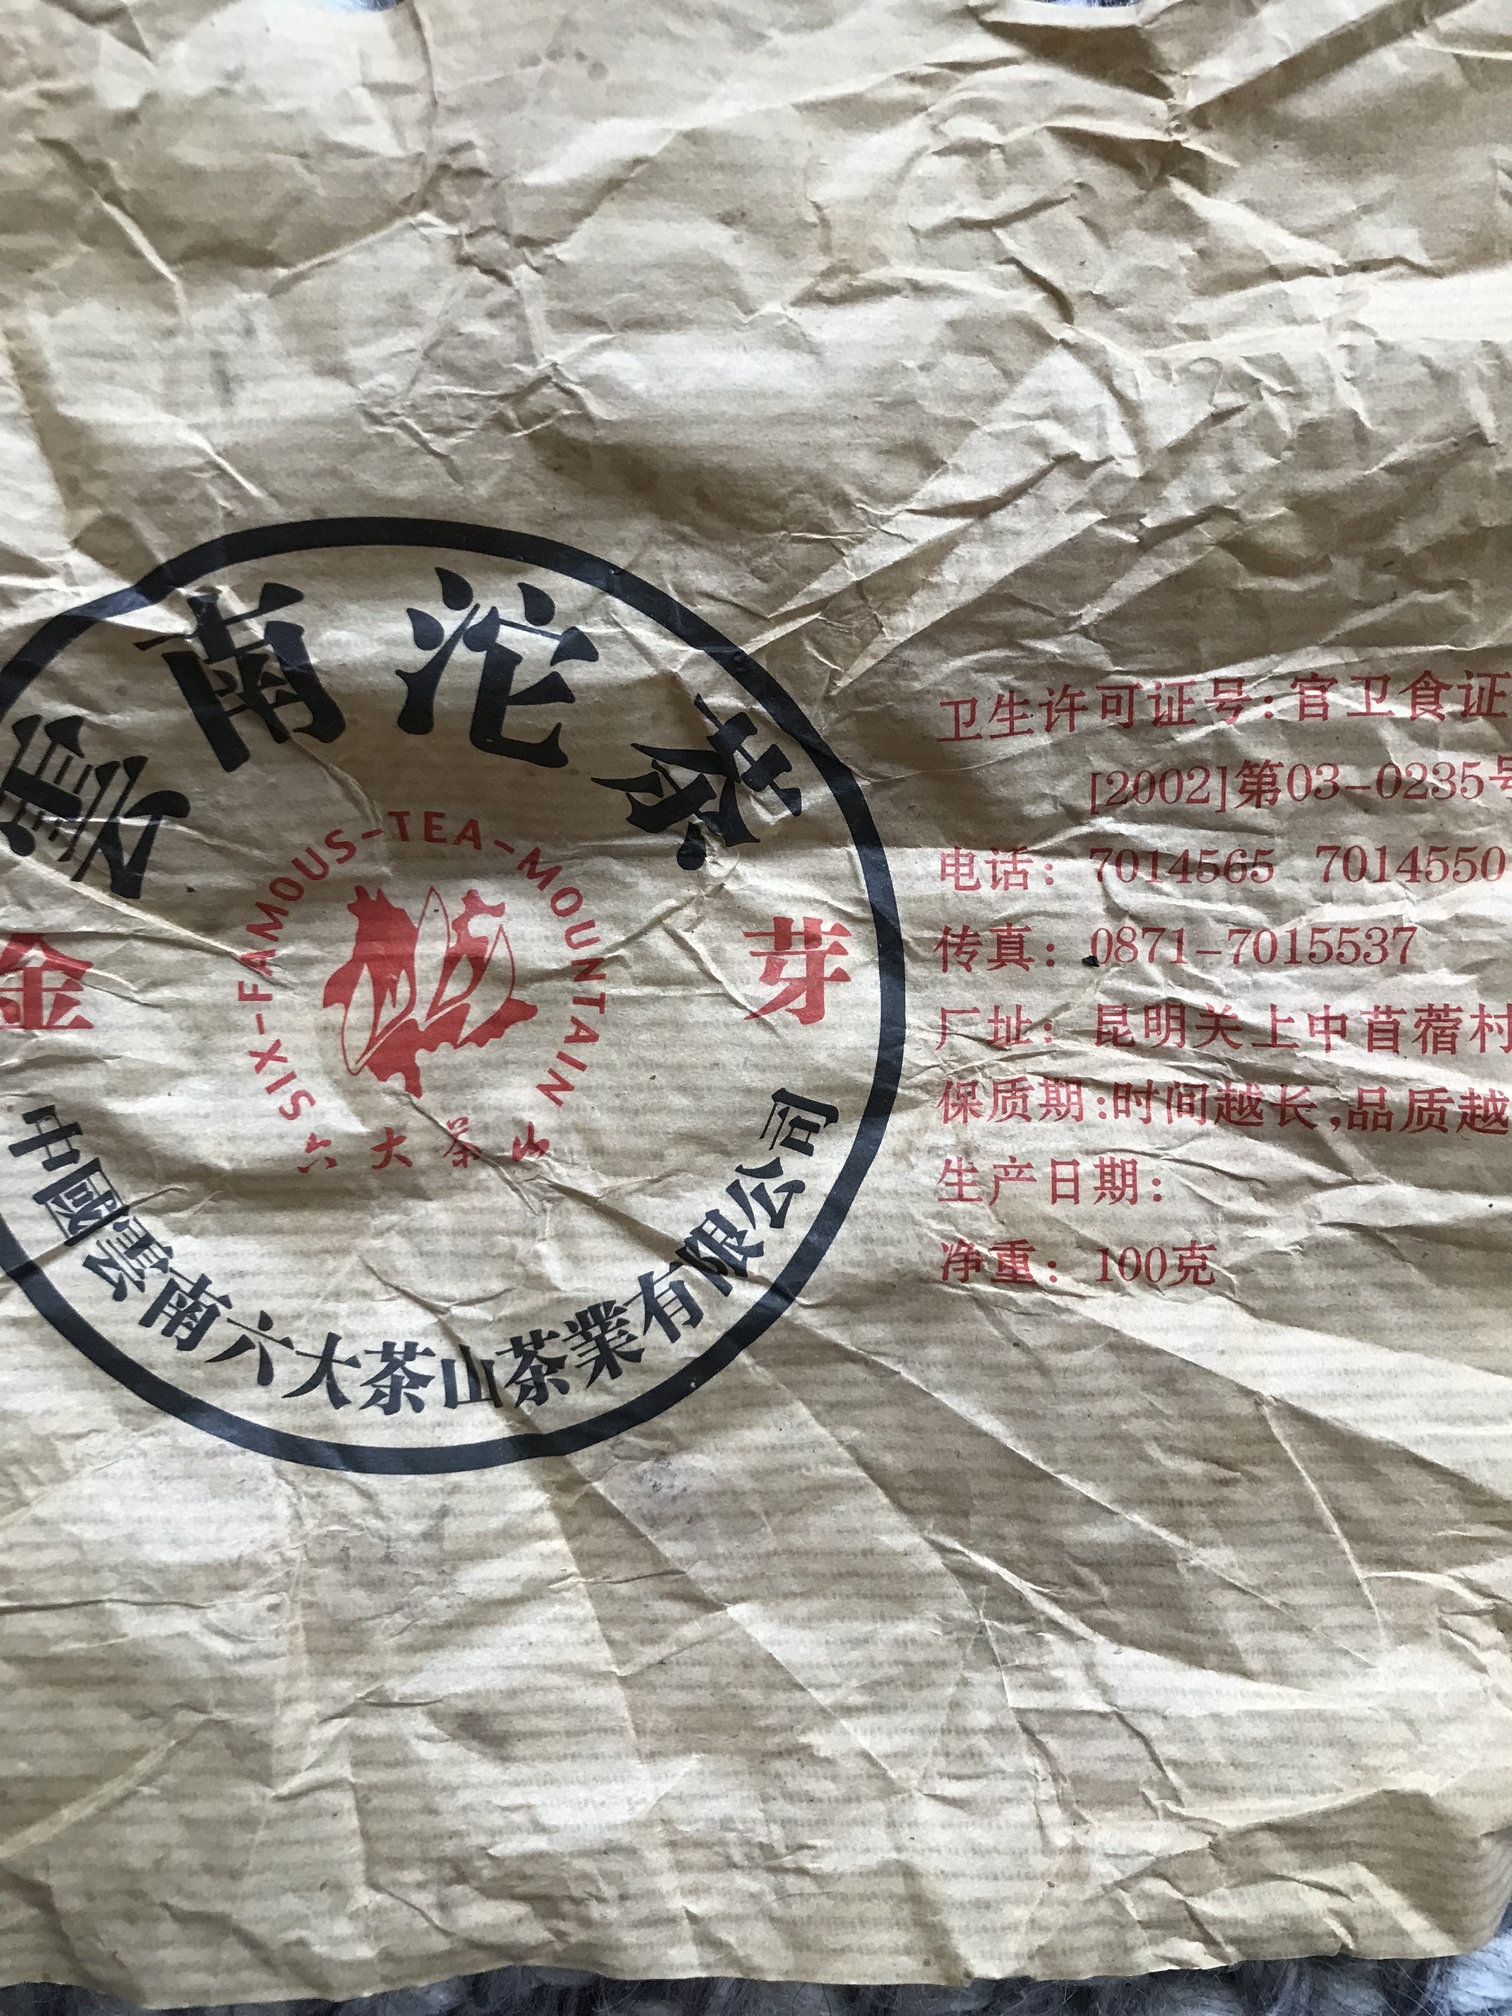 雲南沱茶
SIX-FAMOUS-TEA-MOUNTAIN
金 芽
六大茶山
中國雲南六大茶山茶業有限公司
卫生许可证号:官卫食证
[2002]第03-0235号
电话: 7014565 7014550
传真: 0871-7015537
厂址: 昆明关上中苜蓿村
保质期:时间越长,品质越
生产日期:
净重: 100克